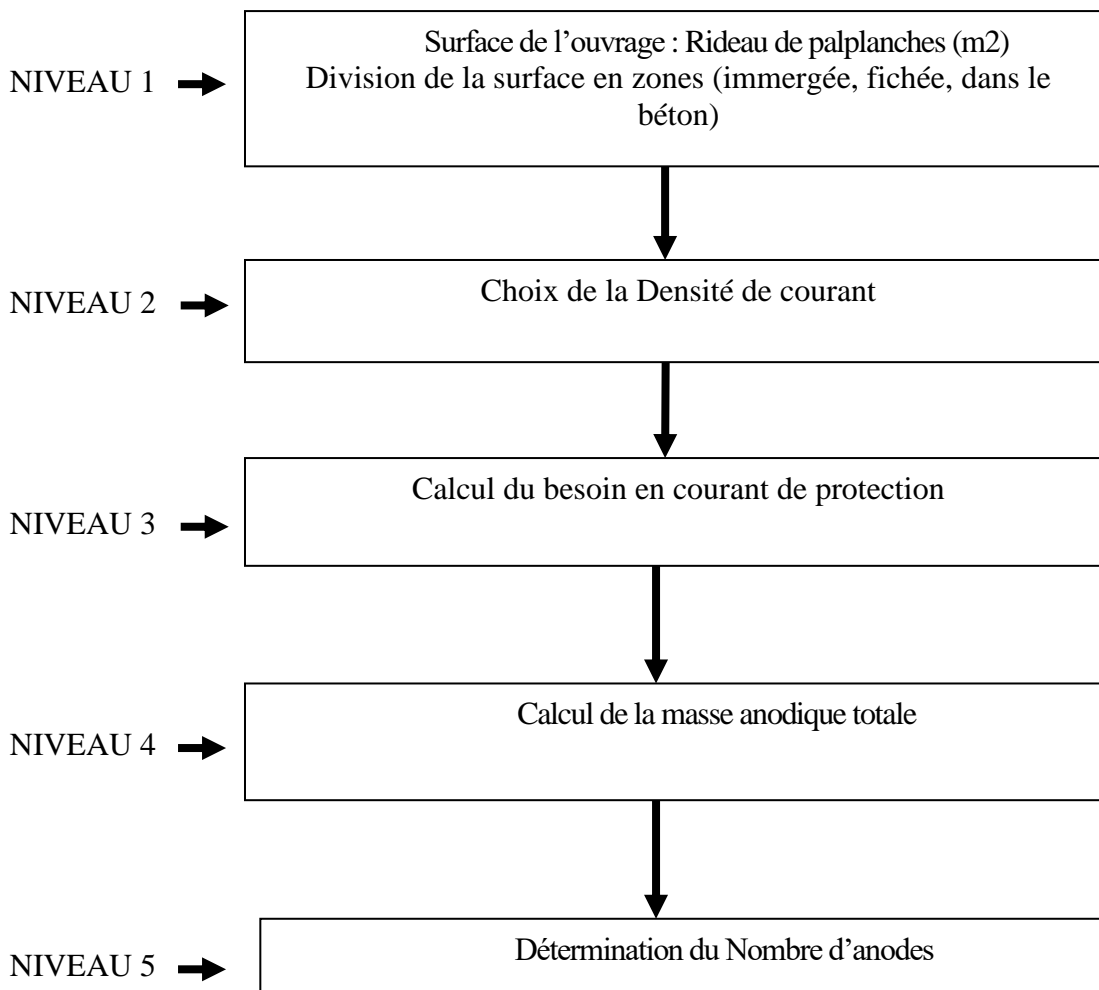 Surface de l'ouvrage : Rideau de palplanches (m2)
NIVEAU 1
Division de la surface en zones (immergée, fichée, dans le
béton)
NIVEAU 2
Choix de la Densité de courant
NIVEAU 3
Calcul du besoin en courant de protection
NIVEAU 4
Calcul de la masse anodique totale
NIVEAU 5
Détermination du Nombre d'anodes